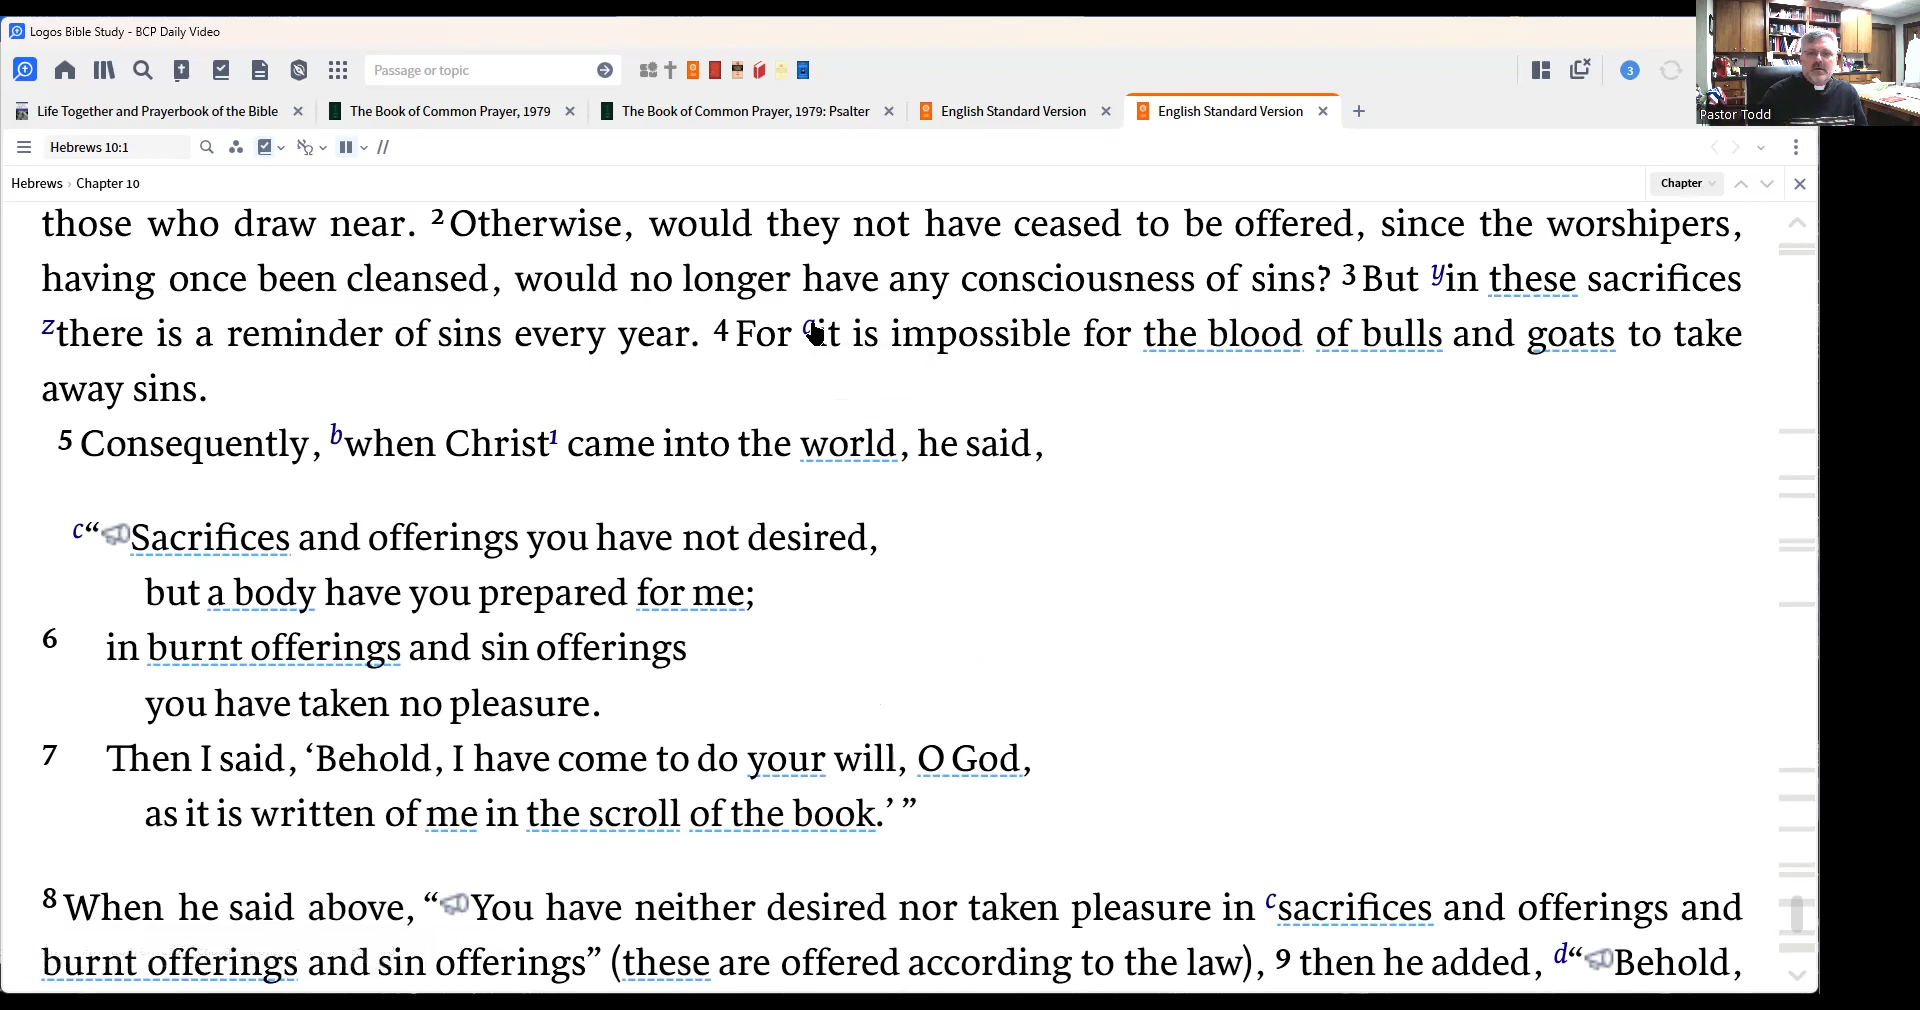 Logos Bible Study - BCP Daily Video
Passage or topic
3
Pastor Todd
Life Together and Prayerbook of the Bible
The Book of Common Prayer, 1979
The Book of Common Prayer, 1979: Psalter
English Standard Version
English Standard Version
Hebrews 10:1
Hebrews › Chapter 10
Chapter
those who draw near. 2 Otherwise, would they not have ceased to be offered, since the worshipers,
having once been cleansed, would no longer have any consciousness of sins? 3 But y in these sacrifices
z there is a reminder of sins every year. 4 For a it is impossible for the blood of bulls and goats to take
away sins.
5 Consequently, b when Christ1 came into the world, he said,
c “Sacrifices and offerings you have not desired,
but a body have you prepared for me;
6 in burnt offerings and sin offerings
you have taken no pleasure.
7 Then I said, ‘Behold, I have come to do your will, O God,
as it is written of me in the scroll of the book.’ ”
8 When he said above, “You have neither desired nor taken pleasure in c sacrifices and offerings and
burnt offerings and sin offerings” (these are offered according to the law), 9 then he added, d “Behold,